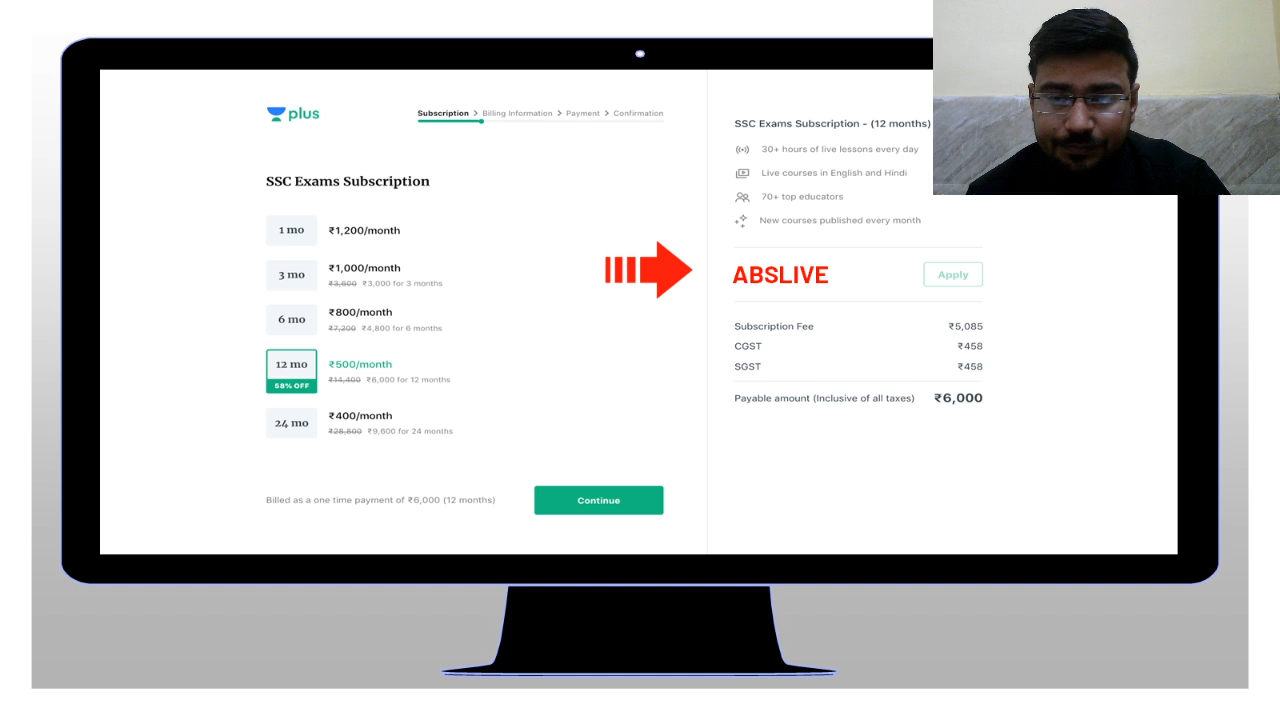 plus
Subscription > Billing Information > Payment > Confirmation
SSC Exams Subscription
1 mo ₹1,200/month
3 mo ₹1,000/month
₹3,600 ₹3,000 for 3 months
6 mo ₹800/month
₹7,200 ₹4,800 for 6 months
12 mo ₹500/month
58% OFF ₹14,400 ₹6,000 for 12 months
24 mo ₹400/month
₹28,800 ₹9,600 for 24 months
Billed as a one time payment of ₹6,000 (12 months) Continue
SSC Exams Subscription - (12 months)
30+ hours of live lessons every day
Live courses in English and Hindi
70+ top educators
New courses published every month
ABSLIVE Apply
Subscription Fee ₹5,085
CGST ₹458
SGST ₹458
Payable amount (Inclusive of all taxes) ₹6,000